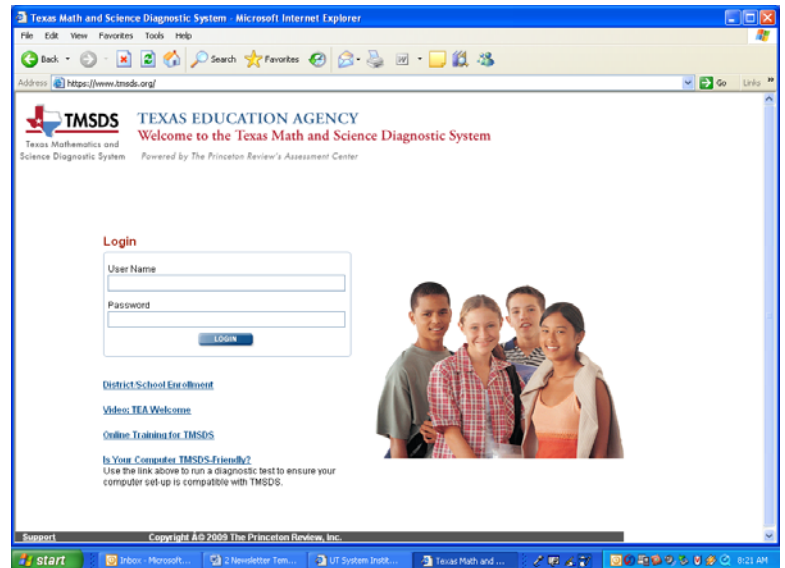 Texas Math and Science Diagnostic System - Microsoft Internet Explorer
File Edit View Favorites Tools Help
Back Search Favorites
Address https://www.tmsds.org/ Go Links »
TMSDS
Texas Mathematics and
Science Diagnostic System
TEXAS EDUCATION AGENCY
Welcome to the Texas Math and Science Diagnostic System
Powered by The Princeton Review's Assessment Center
Login
User Name
Password
LOGIN
District/School Enrollment
Video: TEA Welcome
Online Training for TMSDS
Is Your Computer TMSDS-Friendly?
Use the link above to run a diagnostic test to ensure your
computer set-up is compatible with TMSDS.
Support Copyright Â© 2009 The Princeton Review, Inc.
start Inbox - Microsoft... 2 Newsletter Tem... UT System Instit... Texas Math and ... 8:21 AM